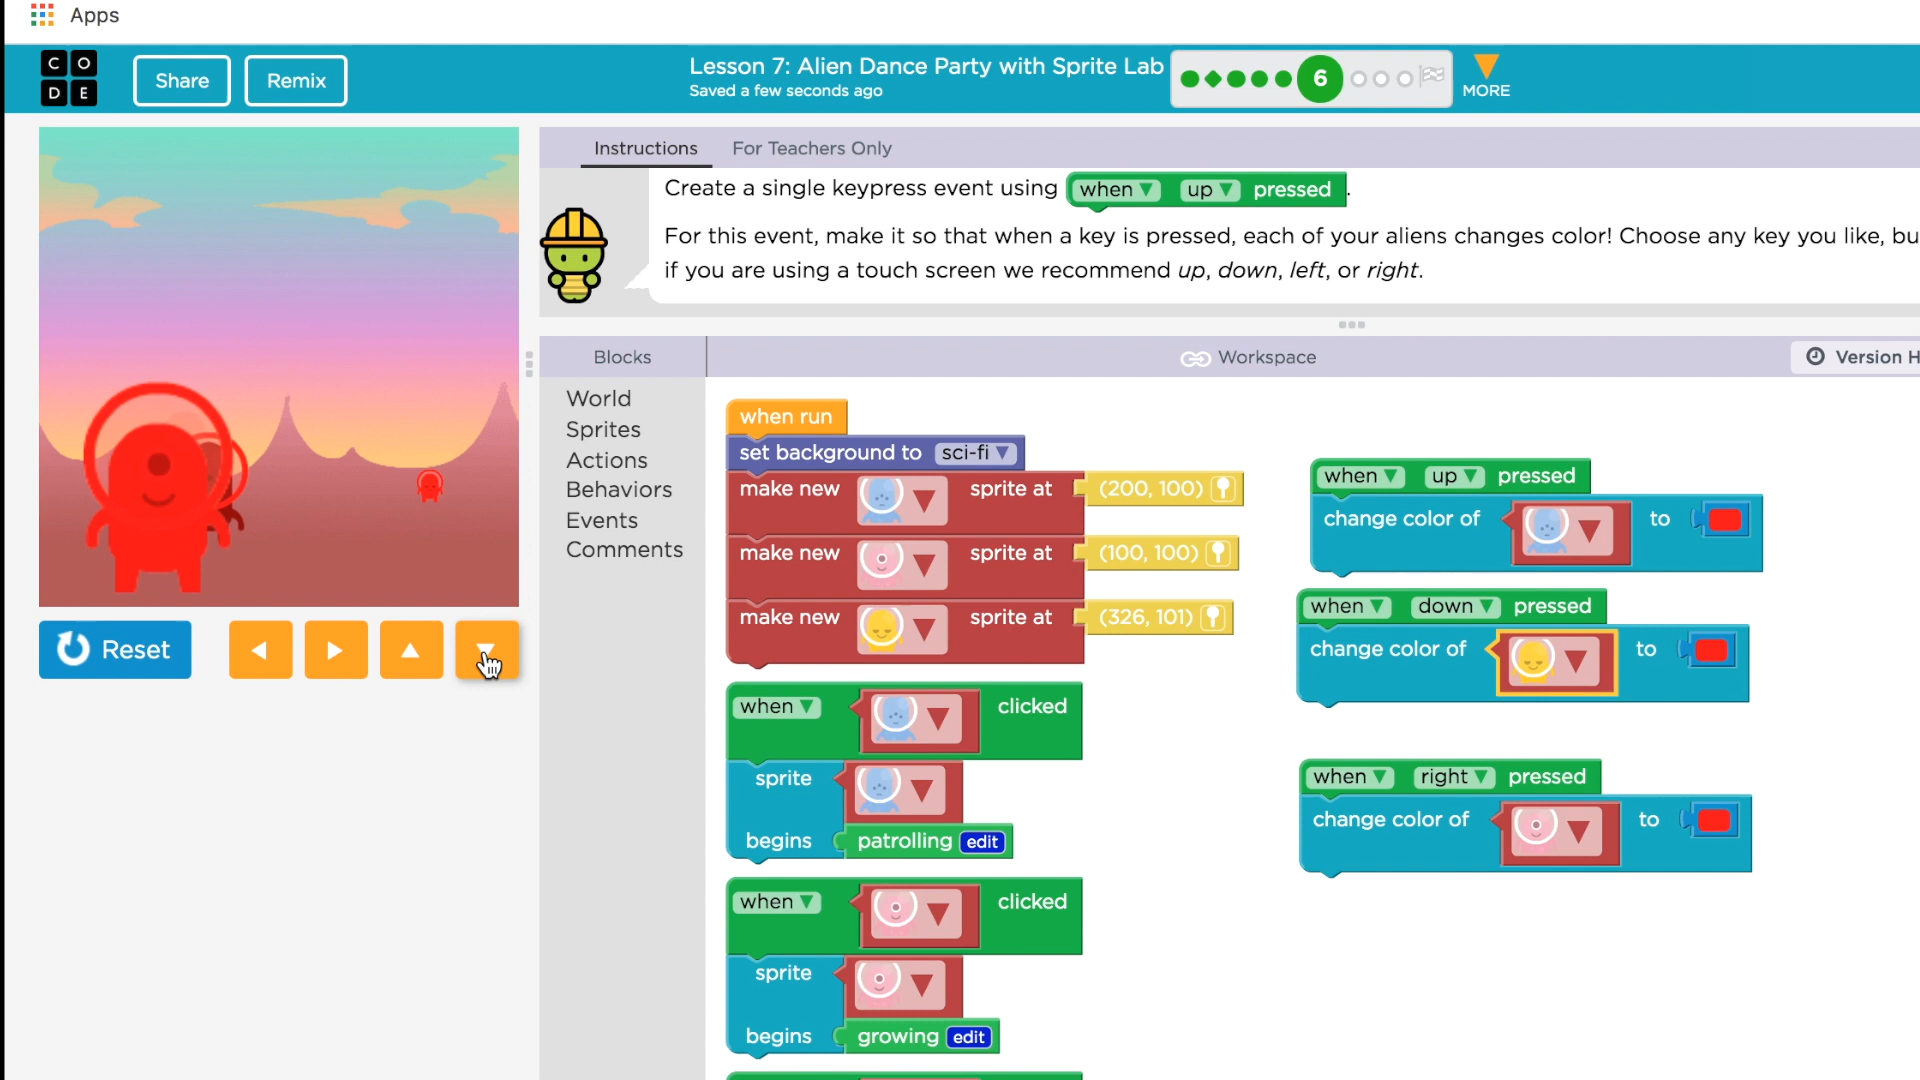 Apps
C O
D E
Share
Remix
Lesson 7: Alien Dance Party with Sprite Lab
Saved a few seconds ago
6
MORE
Instructions
For Teachers Only
Create a single keypress event using when up pressed.
For this event, make it so that when a key is pressed, each of your aliens changes color! Choose any key you like, bu
if you are using a touch screen we recommend up, down, left, or right.
Blocks
Workspace
Version H
World
Sprites
Actions
Behaviors
Events
Comments
when run
set background to sci-fi
make new sprite at (200, 100)
make new sprite at (100, 100)
make new sprite at (326, 101)
when clicked
sprite
begins patrolling edit
when clicked
sprite
begins growing edit
when up pressed
change color of to
when down pressed
change color of to
when right pressed
change color of to
Reset